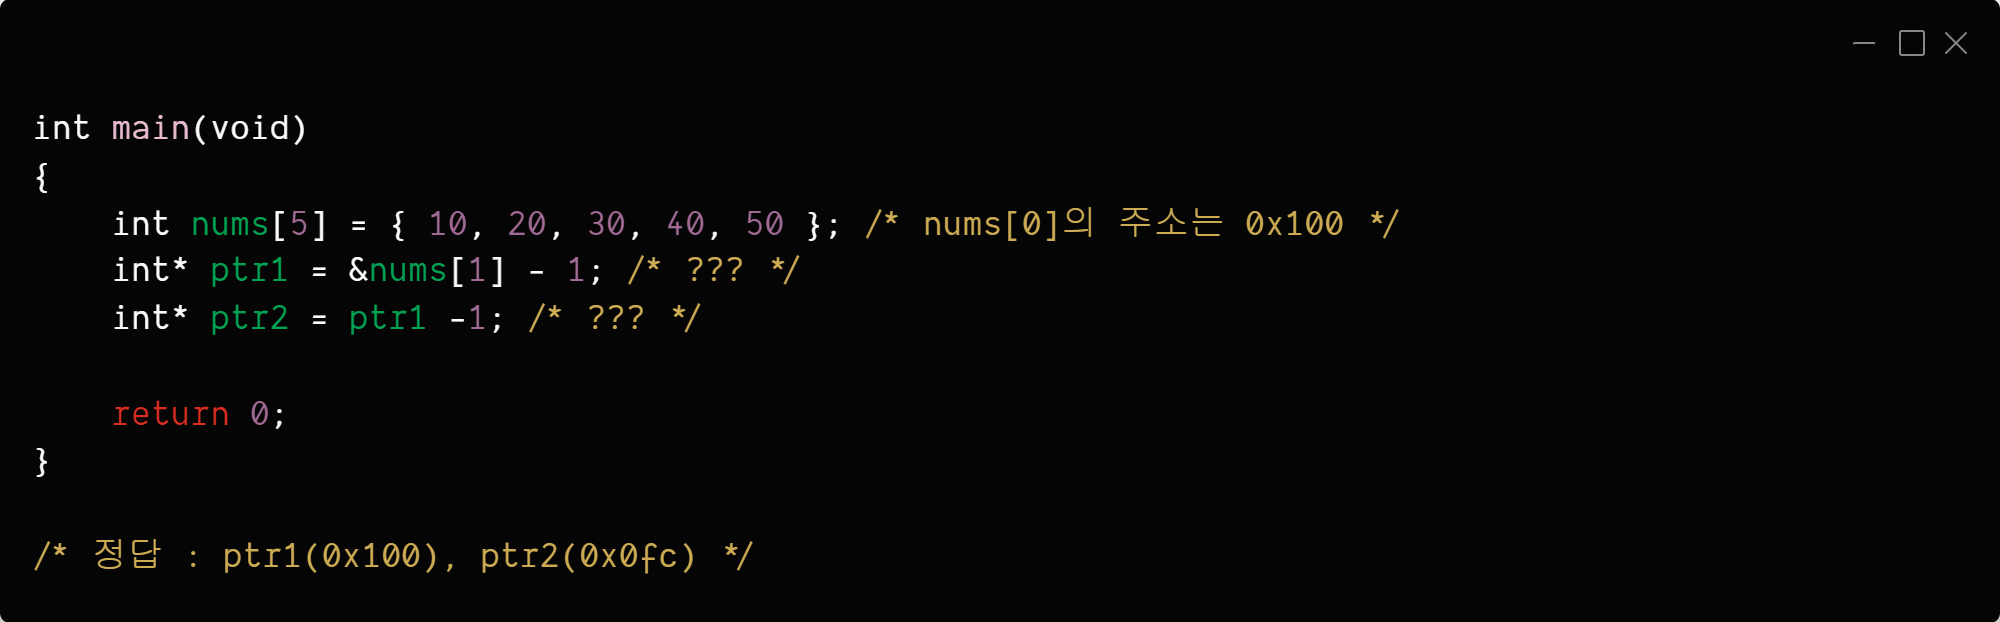 int main(void)
{
    int nums[5] = { 10, 20, 30, 40, 50 }; /* nums[0]의 주소는 0x100 */
    int* ptr1 = &nums[1] - 1; /* ??? */
    int* ptr2 = ptr1 -1; /* ??? */
    return 0;
}
/* 정답 : ptr1(0x100), ptr2(0x0fc) */